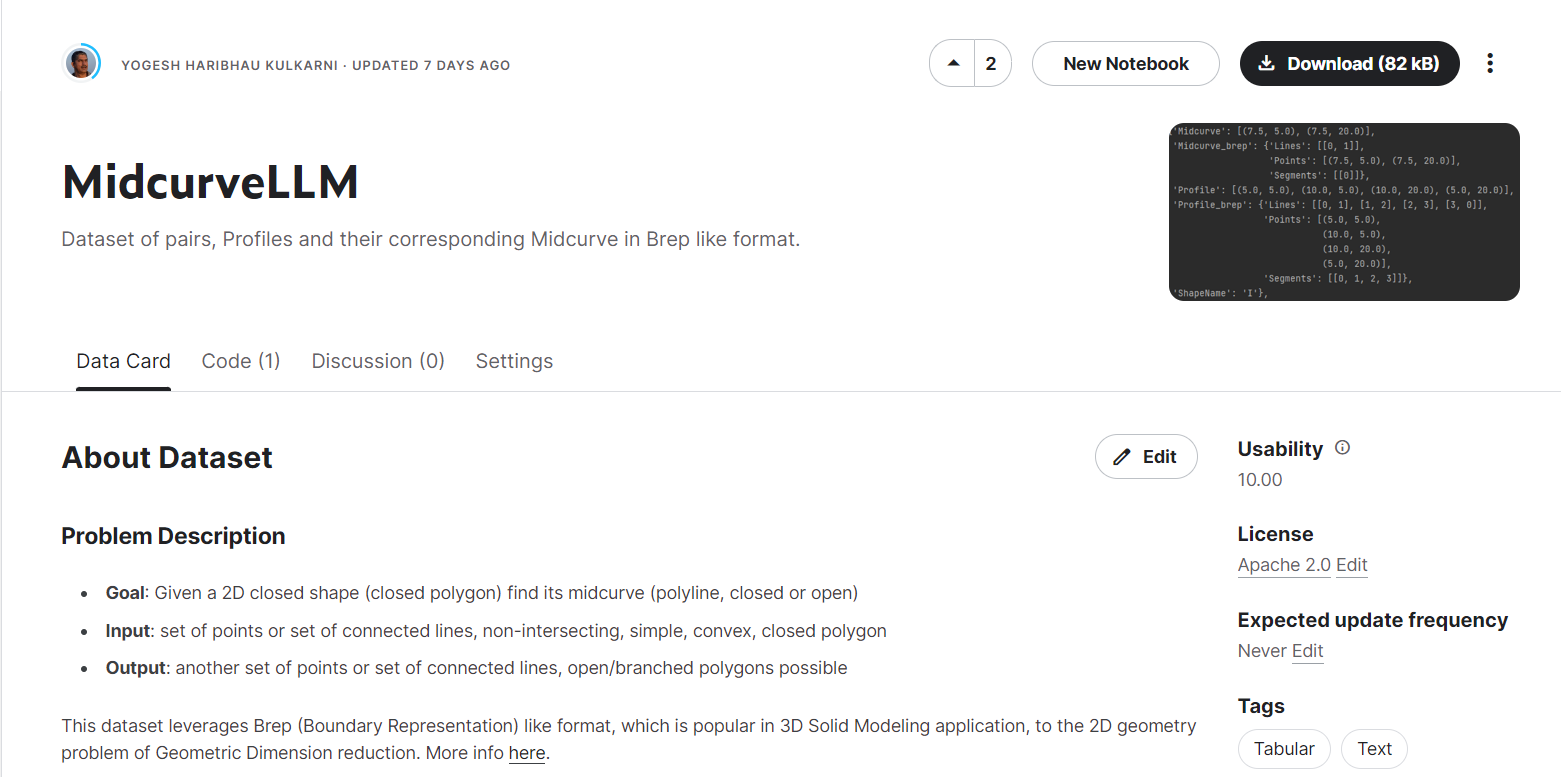 YOGESH HARIBHAU KULKARNI · UPDATED 7 DAYS AGO
2
New Notebook
Download (82 kB)
MidcurveLLM
Dataset of pairs, Profiles and their corresponding Midcurve in Brep like format.
{'Midcurve': [(7.5, 5.0), (7.5, 20.0)],
'Midcurve_brep': {'Lines': [[0, 1]],
'Points': [(7.5, 5.0), (7.5, 20.0)],
'Segments': [[0]]},
'Profile': [(5.0, 5.0), (10.0, 5.0), (10.0, 20.0), (5.0, 20.0)],
'Profile_brep': {'Lines': [[0, 1], [1, 2], [2, 3], [3, 0]],
'Points': [(5.0, 5.0),
(10.0, 5.0),
(10.0, 20.0),
(5.0, 20.0)],
'Segments': [[0, 1, 2, 3]]},
'ShapeName': 'I'},
Data Card
Code (1)
Discussion (0)
Settings
About Dataset
Edit
Problem Description
• Goal: Given a 2D closed shape (closed polygon) find its midcurve (polyline, closed or open)
• Input: set of points or set of connected lines, non-intersecting, simple, convex, closed polygon
• Output: another set of points or set of connected lines, open/branched polygons possible
This dataset leverages Brep (Boundary Representation) like format, which is popular in 3D Solid Modeling application, to the 2D geometry
problem of Geometric Dimension reduction. More info here.
Usability
10.00
License
Apache 2.0 Edit
Expected update frequency
Never Edit
Tags
Tabular
Text